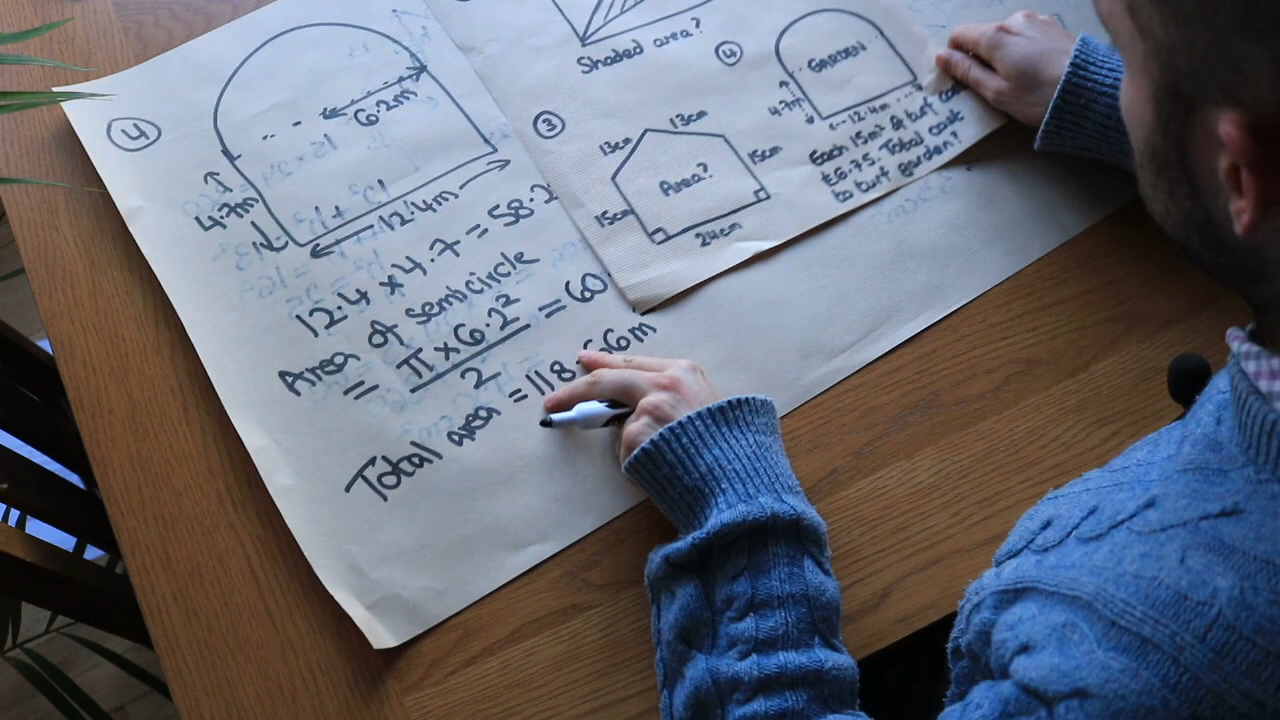 4
6.2m
4.7m
12.4m
12.4 x 4.7 = 58.2
Area of semicircle
= π x 6.2² = 60
2
Total area = 118.66m
Shaded area?
3
13cm
13cm
15cm
15cm
Area?
24cm
4
GARDEN
4.7m
12.4m
Each 15m² of turf
£6.75. Total cost
to turf garden?